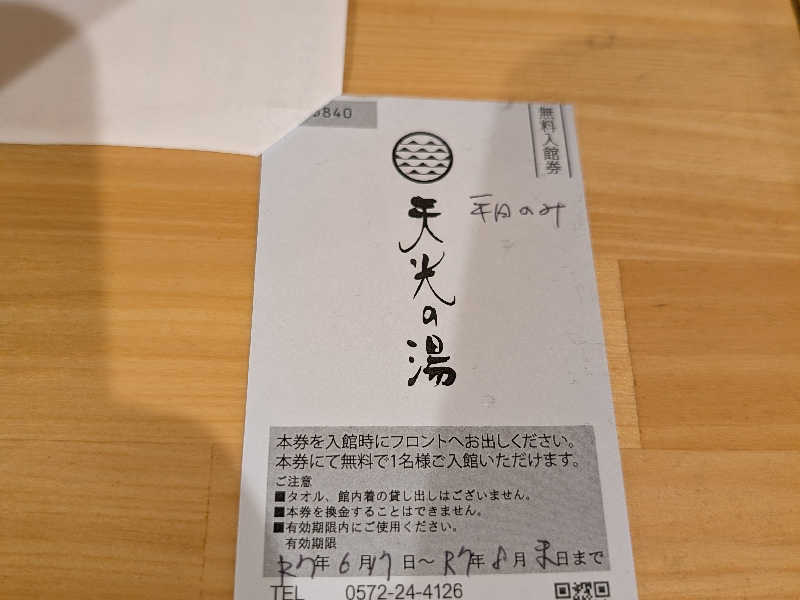 840
無料入館券
平日のみ
天光の湯
本券を入館時にフロントへお出しください。
本券にて無料で1名様ご入館いただけます。
ご注意
■タオル、館内着の貸し出しはございません。
■本券を換金することはできません。
■有効期限内にご使用ください。
有効期限
R7年 6月17日〜 R7年 8月末日まで
TEL 0572-24-4126